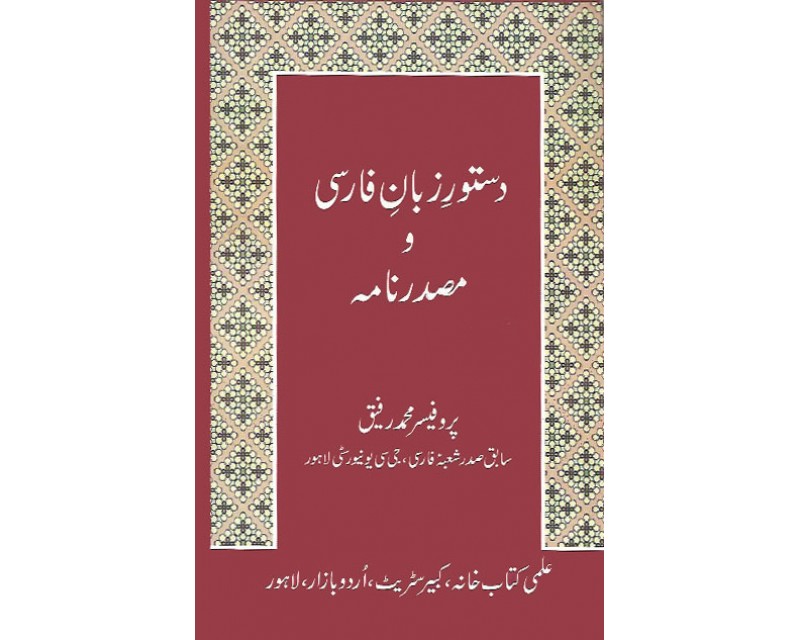 دستورِ زبانِ فارسی
و
مصدر نامہ
پروفیسر محمد رفیق
سابق صدر شعبۂ فارسی، جی سی یونیورسٹی لاہور
علمی کتاب خانہ، کبیر سٹریٹ، اُردو بازار، لاہور